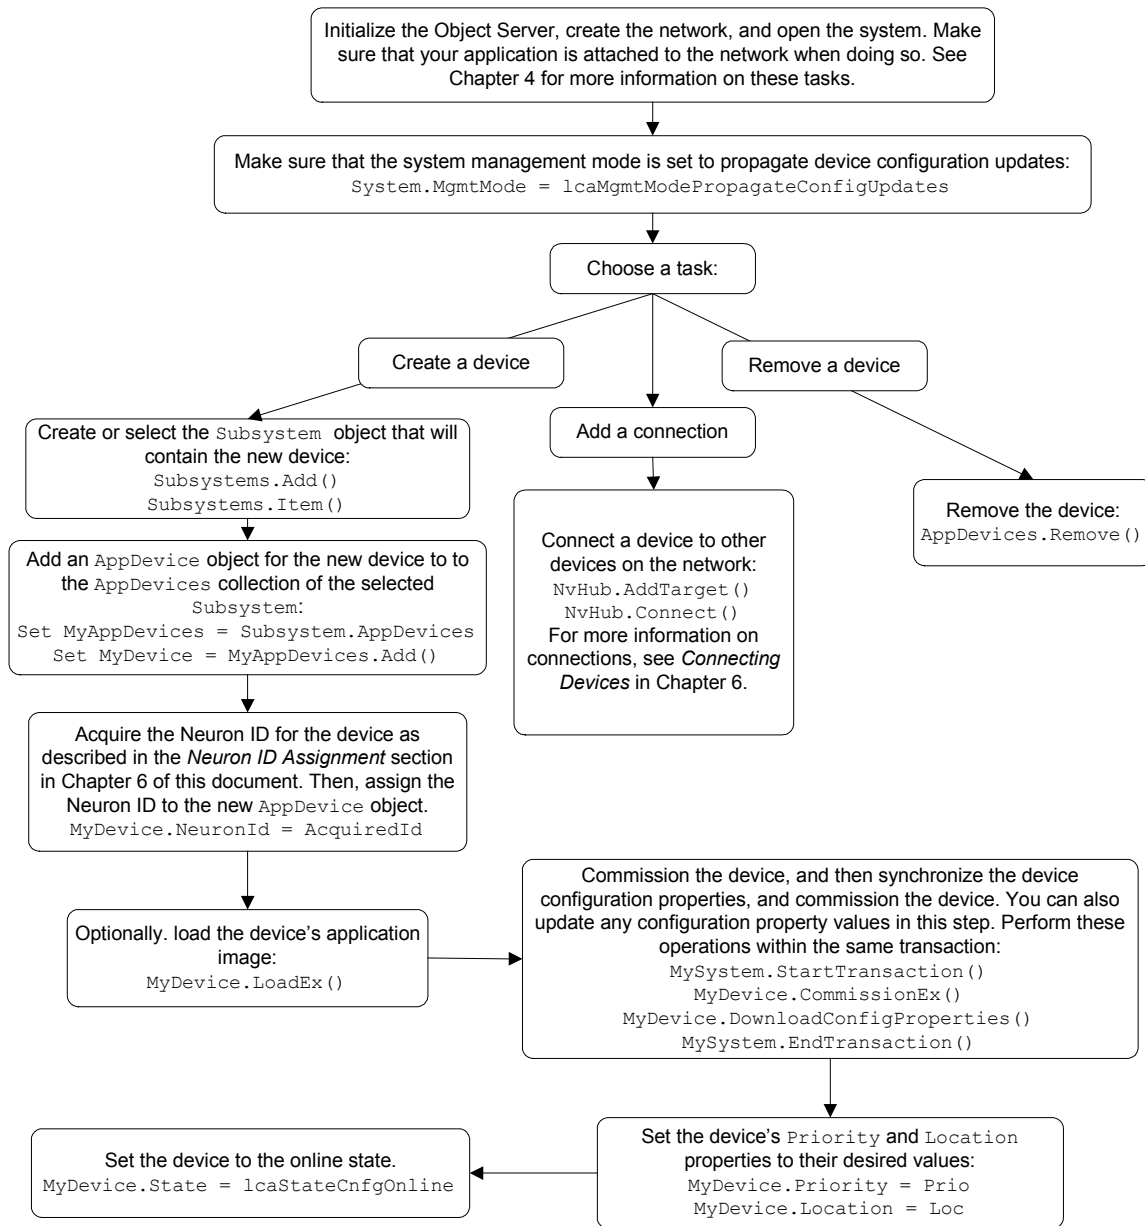 Initialize the Object Server, create the network, and open the system. Make
sure that your application is attached to the network when doing so. See
Chapter 4 for more information on these tasks.
Make sure that the system management mode is set to propagate device configuration updates:
System.MgmtMode = lcaMgmtModePropagateConfigUpdates
Choose a task:
Create a device
Remove a device
Add a connection
Create or select the Subsystem object that will
contain the new device:
Subsystems.Add()
Subsystems.Item()
Add an AppDevice object for the new device to to
the AppDevices collection of the selected
Subsystem:
Set MyAppDevices = Subsystem.AppDevices
Set MyDevice = MyAppDevices.Add()
Connect a device to other
devices on the network:
NvHub.AddTarget()
NvHub.Connect()
For more information on
connections, see Connecting
Devices in Chapter 6.
Remove the device:
AppDevices.Remove()
Acquire the Neuron ID for the device as
described in the Neuron ID Assignment section
in Chapter 6 of this document. Then, assign the
Neuron ID to the new AppDevice object.
MyDevice.NeuronId = AcquiredId
Optionally. load the device's application
image:
MyDevice.LoadEx()
Commission the device, and then synchronize the device
configuration properties, and commission the device. You can also
update any configuration property values in this step. Perform these
operations within the same transaction:
MySystem.StartTransaction()
MyDevice.CommissionEx()
MyDevice.DownloadConfigProperties()
MySystem.EndTransaction()
Set the device's Priority and Location
properties to their desired values:
MyDevice.Priority = Prio
MyDevice.Location = Loc
Set the device to the online state.
MyDevice.State = lcaStateCnfgOnline